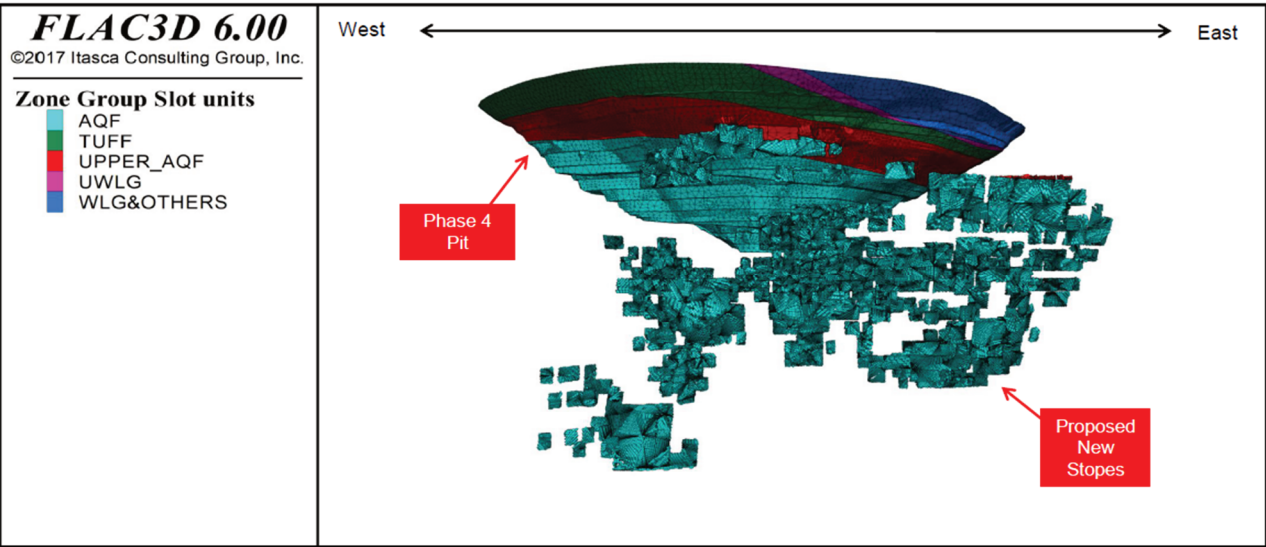 FLAC3D 6.00
©2017 Itasca Consulting Group, Inc.
Zone Group Slot units
AQF
TUFF
UPPER_AQF
UWLG
WLG&OTHERS
West
East
Phase 4
Pit
Proposed
New
Stopes